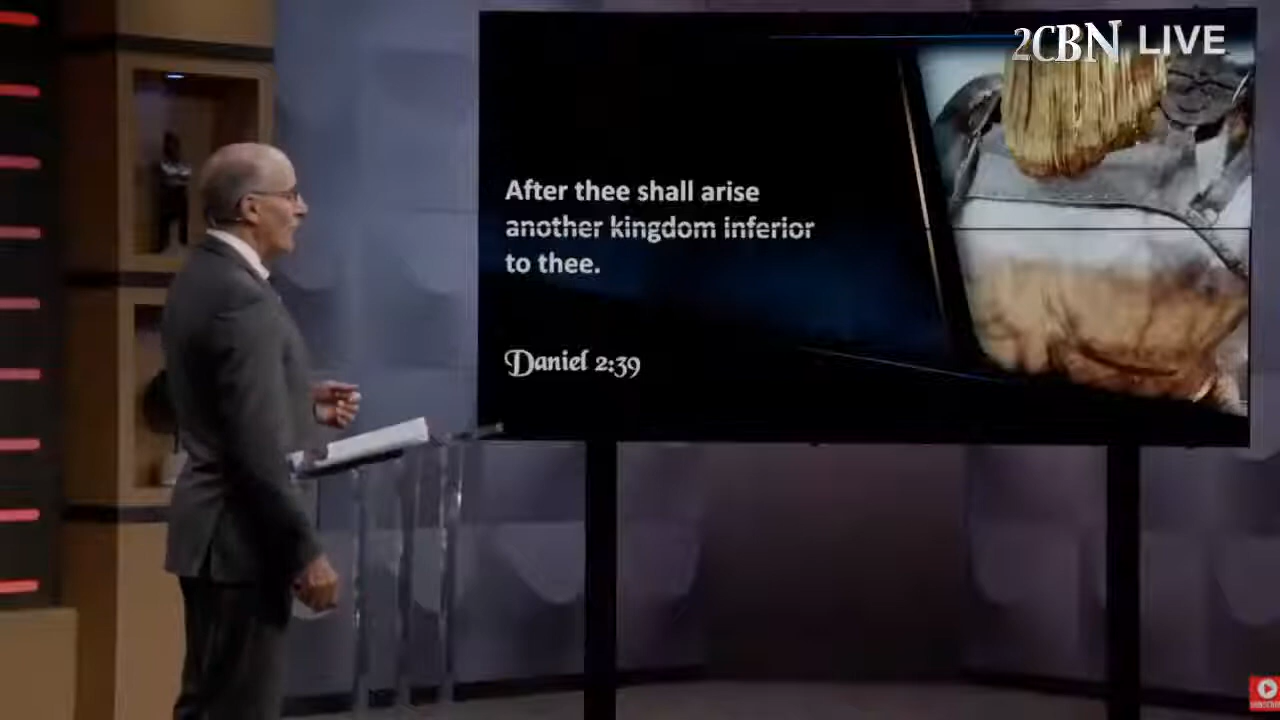 2CBN LIVE
After thee shall arise
another kingdom inferior
to thee.
Daniel 2:39